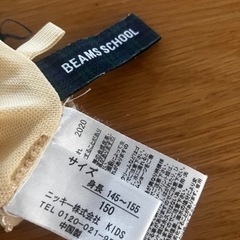 BEAMS SCHOOL
2020
サイズ
身長 145~155
150
ニッキー株式会社 KIDS
TEL 0120-021-
中国製